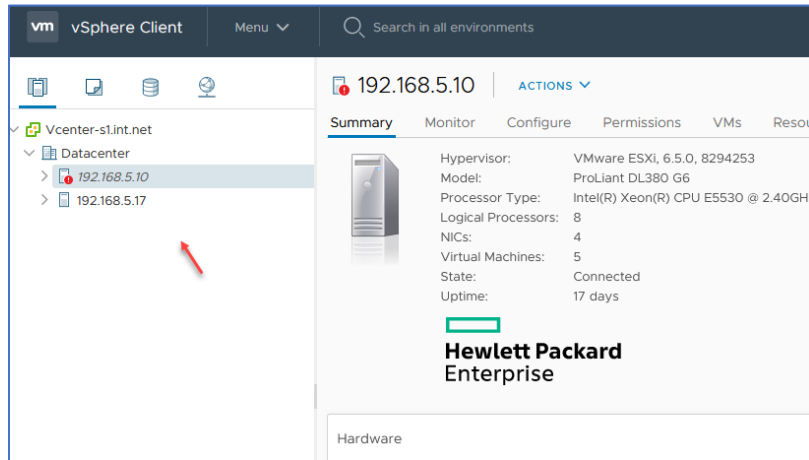 vm vSphere Client Menu Search in all environments
192.168.5.10 ACTIONS
Summary Monitor Configure Permissions VMs Resou
Vcenter-s1.int.net
Datacenter
192.168.5.10
192.168.5.17
Hypervisor: VMware ESXi, 6.5.0, 8294253
Model: ProLiant DL380 G6
Processor Type: Intel(R) Xeon(R) CPU E5530 @ 2.40GH
Logical Processors: 8
NICs: 4
Virtual Machines: 5
State: Connected
Uptime: 17 days
Hewlett Packard
Enterprise
Hardware